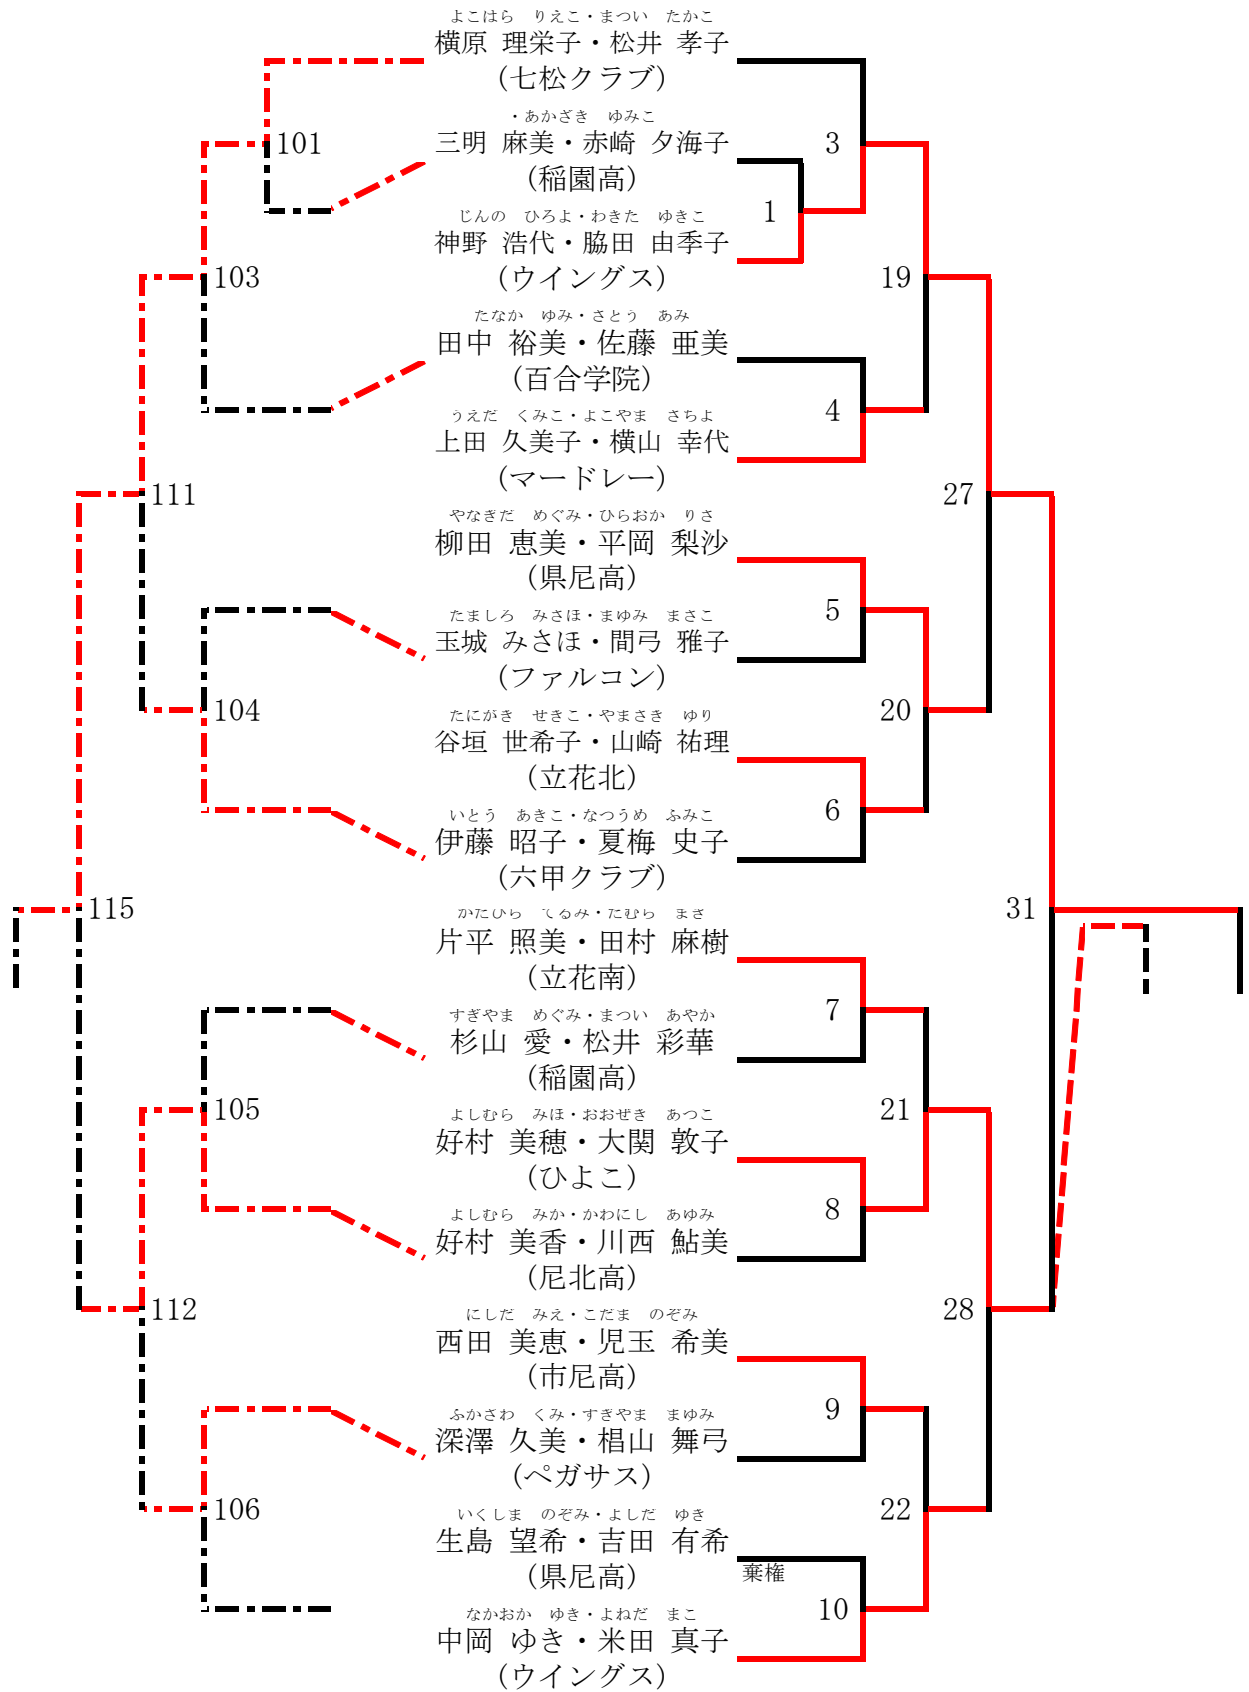 よこはら りえこ・まつい たかこ
横原 理栄子・松井 孝子
(七松クラブ)
・あかざき ゆみこ
101
三明 麻美・赤崎 夕海子
3
(稲園高)
じんの ひろよ・わきた ゆきこ
1
神野 浩代・脇田 由季子
(ウイングス)
103
19
たなか ゆみ・さとう あみ
田中 裕美・佐藤 亜美
(百合学院)
4
うえだ くみこ・よこやま さちよ
上田 久美子・横山 幸代
(マードレー)
111
27
やなぎだ めぐみ・ひらおか りさ
柳田 恵美・平岡 梨沙
(県尼高)
5
たましろ みさほ・まゆみ まさこ
玉城 みさほ・間弓 雅子
(ファルコン)
104
20
たにがき せきこ・やまさき ゆり
谷垣 世希子・山崎 祐理
(立花北)
6
いとう あきこ・なつうめ ふみこ
伊藤 昭子・夏梅 史子
(六甲クラブ)
115
31
かたひら てるみ・たむら まき
片平 照美・田村 麻樹
(立花南)
7
すぎやま めぐみ・まつい あやか
杉山 愛・松井 彩華
(稲園高)
105
21
よしむら みほ・おおぜき あつこ
好村 美穂・大関 敦子
(ひよこ)
8
よしむら みか・かわにし あゆみ
好村 美香・川西 鮎美
(尼北高)
112
28
にしだ みえ・こだま のぞみ
西田 美恵・児玉 希美
(市尼高)
9
ふかさわ くみ・すぎやま まゆみ
深澤 久美・椙山 舞弓
(ペガサス)
106
22
いくしま のぞみ・よしだ ゆき
生島 望希・吉田 有希
(県尼高)
棄権
10
なかおか ゆき・よねだ まこ
中岡 ゆき・米田 真子
(ウイングス)